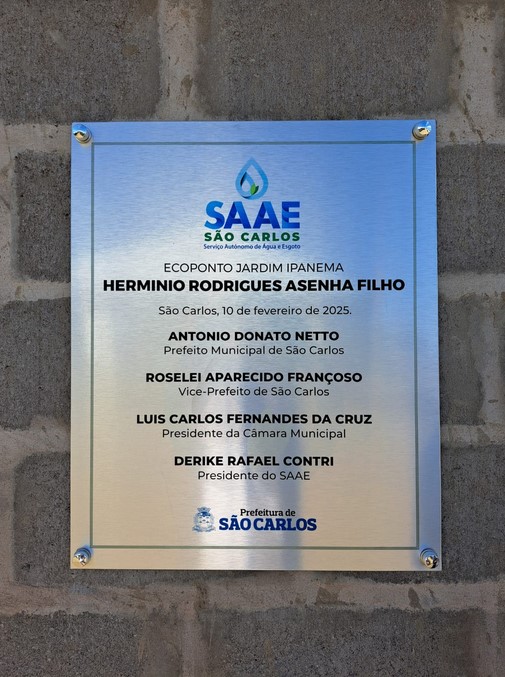 SAAE
SÃO CARLOS
Serviço Autônomo de Água e Esgoto
ECOPONTO JARDIM IPANEMA
HERMINIO RODRIGUES ASENHA FILHO
São Carlos, 10 de fevereiro de 2025.
ANTONIO DONATO NETTO
Prefeito Municipal de São Carlos
ROSELEI APARECIDO FRANÇOSO
Vice-Prefeito de São Carlos
LUIS CARLOS FERNANDES DA CRUZ
Presidente da Câmara Municipal
DERIKE RAFAEL CONTRI
Presidente do SAAE
Prefeitura de
SÃO CARLOS